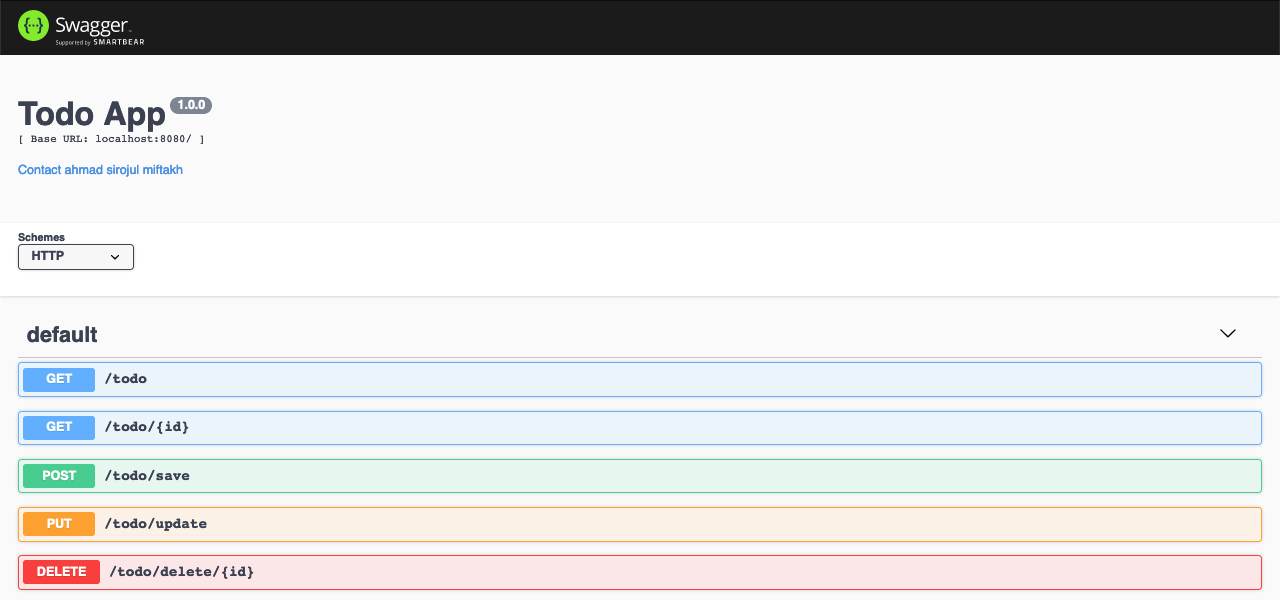 Swagger
Supported by SMARTBEAR
Todo App 1.0.0
[ Base URL: localhost:8080/ ]
Contact ahmad sirojul miftakh
Schemes
HTTP
default
GET /todo
GET /todo/{id}
POST /todo/save
PUT /todo/update
DELETE /todo/delete/{id}